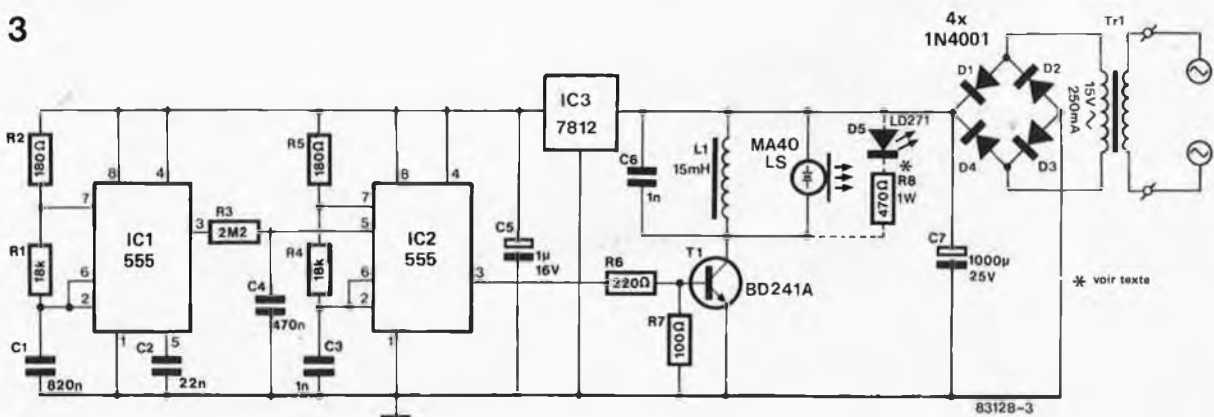 3
4x
1N4001
Tr1
D1
D2
D4
D3
15V~
250mA
IC3
7812
R2
180Ω
8
4
R5
180Ω
8
4
C6
1n
L1
15mH
MA40
LS
D5
LD271
*
R8
470Ω
1W
7
IC1
555
3
R3
2M2
7
5
IC2
555
R1
18k
6
2
R4
18k
6
2
3
C4
470n
C5
1µ
16V
R6
220Ω
T1
BD241A
R7
100Ω
C7
1000µ
25V
* voir texte
1
5
1
C1
820n
C2
22n
C3
1n
8312B-3